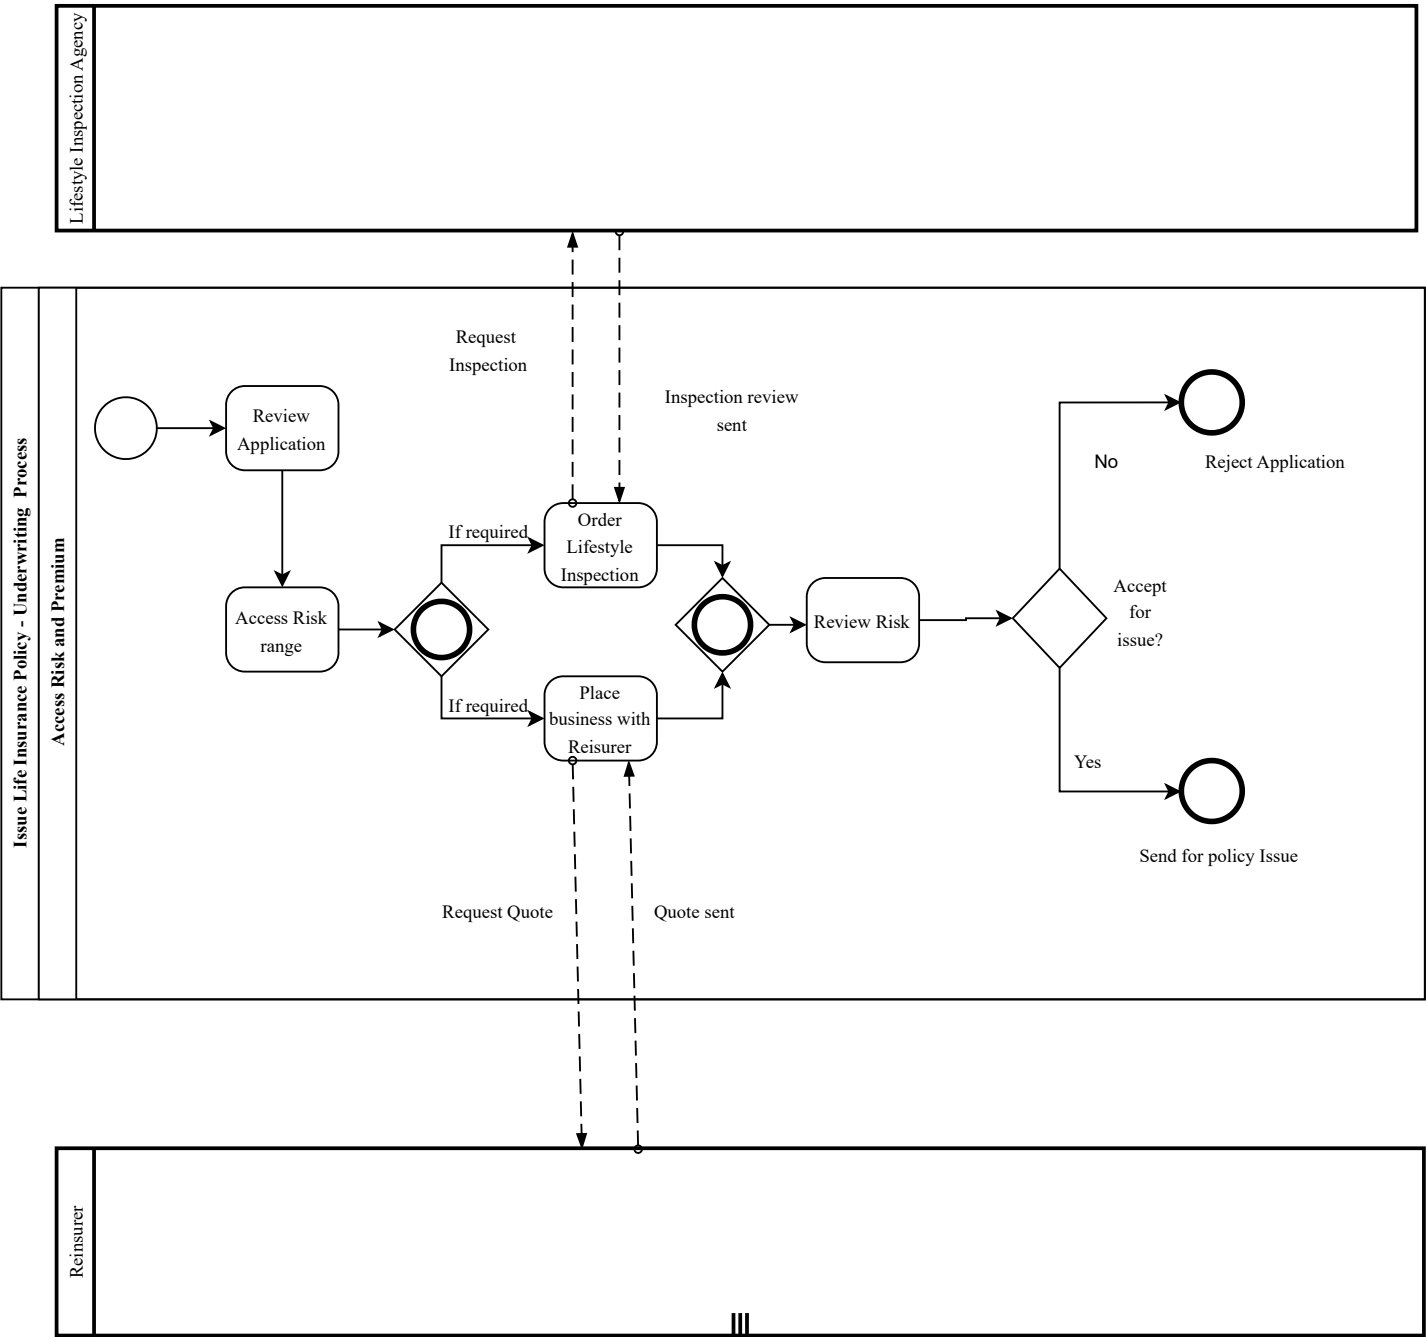 Lifestyle Inspection Agency
Issue Life Insurance Policy - Underwriting  Process
Access Risk and Premium
Request
Inspection
Inspection review
sent
Review
Application
No
Reject Application
If required
Order
Lifestyle
Inspection
Access Risk
range
Review Risk
Accept
for
issue?
If required
Place
business with
Reisurer
Yes
Send for policy Issue
Request Quote
Quote sent
Reinsurer